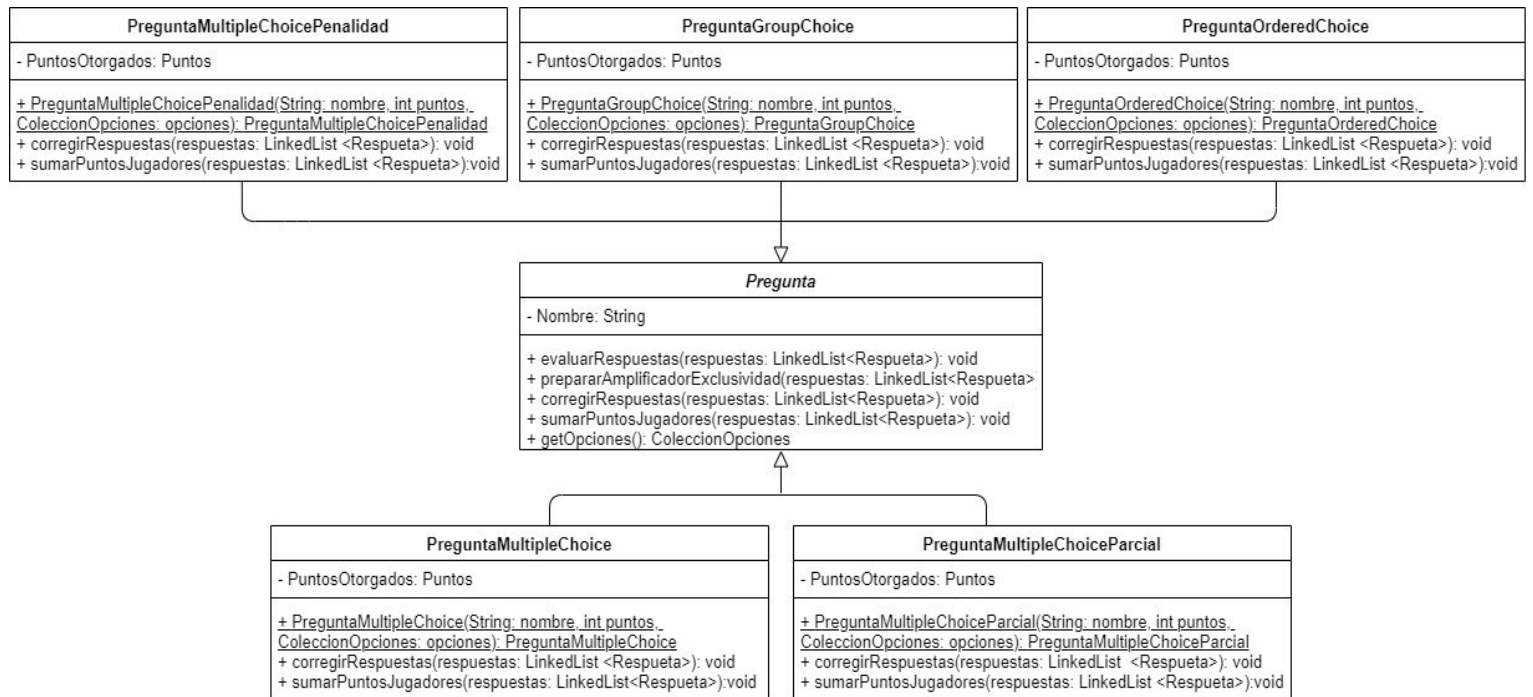 PreguntaMultipleChoicePenalidad
- PuntosOtorgados: Puntos
+ PreguntaMultipleChoicePenalidad(String: nombre, int puntos,
ColeccionOpciones: opciones): PreguntaMultipleChoicePenalidad
+ corregirRespuestas(respuestas: LinkedList <Respueta>): void
+ sumarPuntosJugadores(respuestas: LinkedList <Respueta>):void
PreguntaGroupChoice
- PuntosOtorgados: Puntos
+ PreguntaGroupChoice(String: nombre, int puntos,
ColeccionOpciones: opciones): PreguntaGroupChoice
+ corregirRespuestas(respuestas: LinkedList <Respueta>): void
+ sumarPuntosJugadores(respuestas: LinkedList <Respueta>):void
PreguntaOrderedChoice
- PuntosOtorgados: Puntos
+ PreguntaOrderedChoice(String: nombre, int puntos,
ColeccionOpciones: opciones): PreguntaOrderedChoice
+ corregirRespuestas(respuestas: LinkedList <Respueta>): void
+ sumarPuntosJugadores(respuestas: LinkedList <Respueta>):void
Pregunta
- Nombre: String
+ evaluarRespuestas(respuestas: LinkedList<Respueta>): void
+ prepararAmplificadorExclusividad(respuestas: LinkedList<Respueta>
+ corregirRespuestas(respuestas: LinkedList<Respueta>): void
+ sumarPuntosJugadores(respuestas: LinkedList<Respueta>): void
+ getOpciones(): ColeccionOpciones
PreguntaMultipleChoice
- PuntosOtorgados: Puntos
+ PreguntaMultipleChoice(String: nombre, int puntos,
ColeccionOpciones: opciones): PreguntaMultipleChoice
+ corregirRespuestas(respuestas: LinkedList <Respueta>): void
+ sumarPuntosJugadores(respuestas: LinkedList<Respueta>):void
PreguntaMultipleChoiceParcial
- PuntosOtorgados: Puntos
+ PreguntaMultipleChoiceParcial(String: nombre, int puntos,
ColeccionOpciones: opciones): PreguntaMultipleChoiceParcial
+ corregirRespuestas(respuestas: LinkedList <Respueta>): void
+ sumarPuntosJugadores(respuestas: LinkedList <Respueta>):void